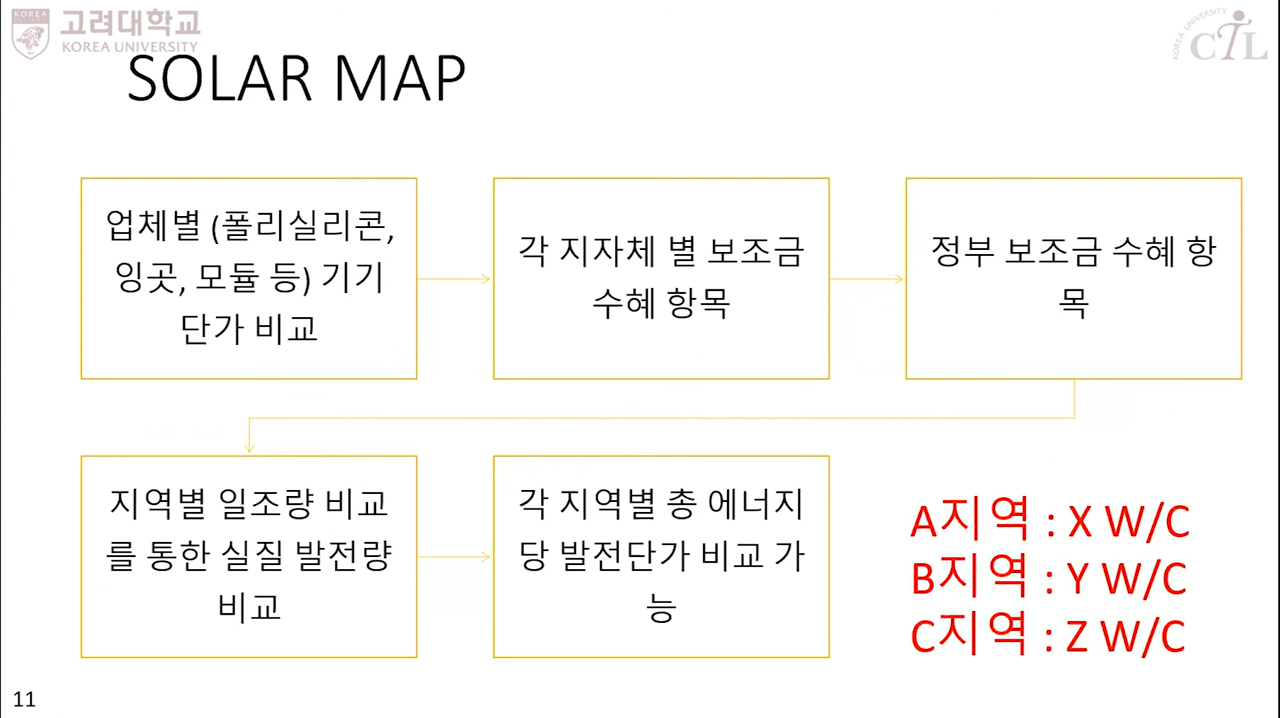 고려대학교
KOREA UNIVERSITY
KOREA UNIVERSITY
CTL
SOLAR MAP
업체별 (폴리실리콘,
잉곳, 모듈 등) 기기
단가 비교
각 지자체 별 보조금
수혜 항목
정부 보조금 수혜 항
목
지역별 일조량 비교
를 통한 실질 발전량
비교
각 지역별 총 에너지
당 발전단가 비교 가
능
A지역 : X W/C
B지역 : Y W/C
C지역 : Z W/C
11